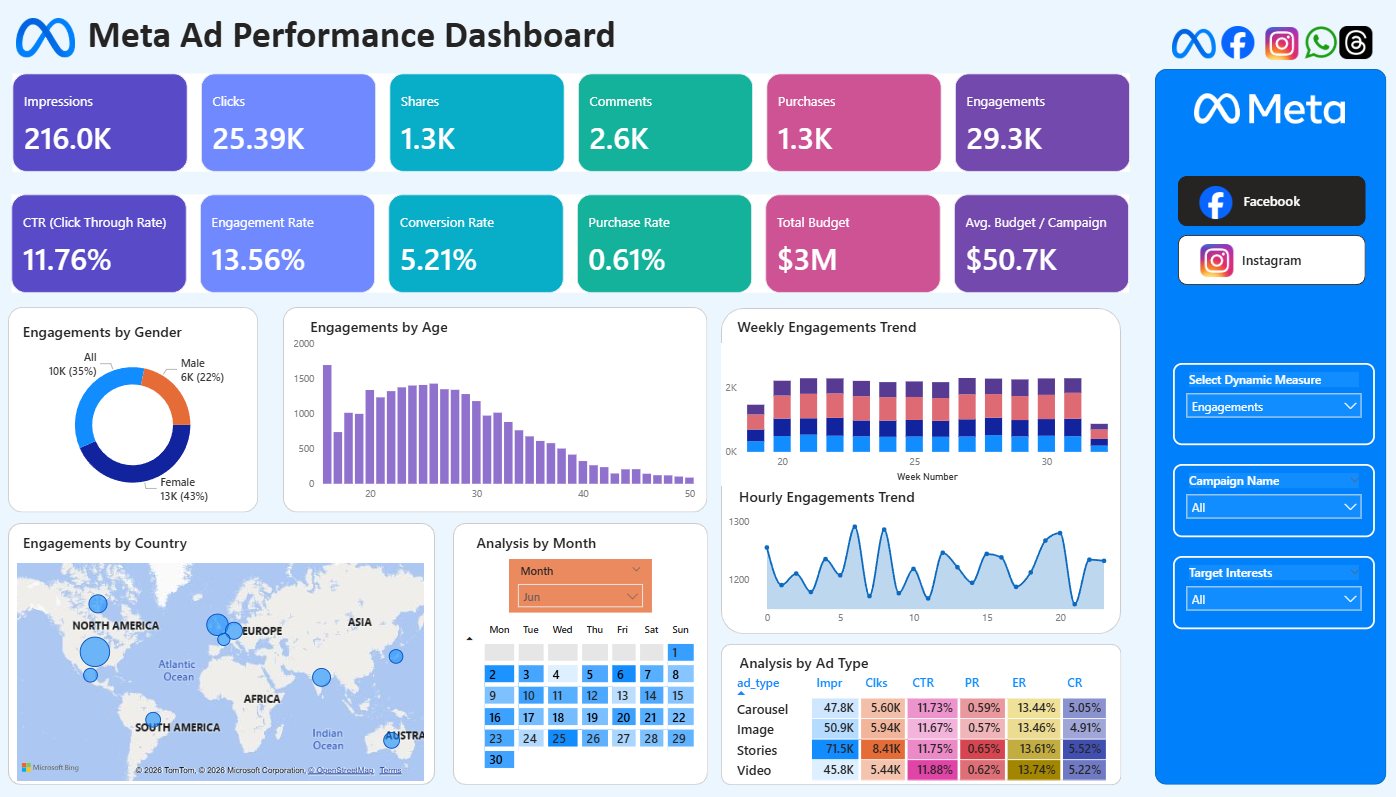 Meta Ad Performance Dashboard
Impressions
216.0K
Clicks
25.39K
Shares
1.3K
Comments
2.6K
Purchases
1.3K
Engagements
29.3K
CTR (Click Through Rate)
11.76%
Engagement Rate
13.56%
Conversion Rate
5.21%
Purchase Rate
0.61%
Total Budget
$3M
Avg. Budget / Campaign
$50.7K
Meta
Facebook
Instagram
Select Dynamic Measure
Engagements
Campaign Name
All
Target Interests
All
Engagements by Gender
All
10K (35%)
Male
6K (22%)
Female
13K (43%)
Engagements by Age
2000
1500
1000
500
0
20 30 40 50
Weekly Engagements Trend
2K
0K
20 25 30
Week Number
Hourly Engagements Trend
1300
1200
0 5 10 15 20
Engagements by Country
NORTH AMERICA
EUROPE
ASIA
Atlantic
Ocean
AFRICA
SOUTH AMERICA
Indian
Ocean
AUSTRA
Microsoft Bing
© 2026 TomTom, © 2026 Microsoft Corporation, © OpenStreetMap Terms
Analysis by Month
Month
Jun
Mon Tue Wed Thu Fri Sat Sun
1
2 3 4 5 6 7 8
9 10 11 12 13 14 15
16 17 18 19 20 21 22
23 24 25 26 27 28 29
30
Analysis by Ad Type
ad_type Impr Clks CTR PR ER CR
Carousel 47.8K 5.60K 11.73% 0.59% 13.44% 5.05%
Image 50.9K 5.94K 11.67% 0.57% 13.46% 4.91%
Stories 71.5K 8.41K 11.75% 0.65% 13.61% 5.52%
Video 45.8K 5.44K 11.88% 0.62% 13.74% 5.22%